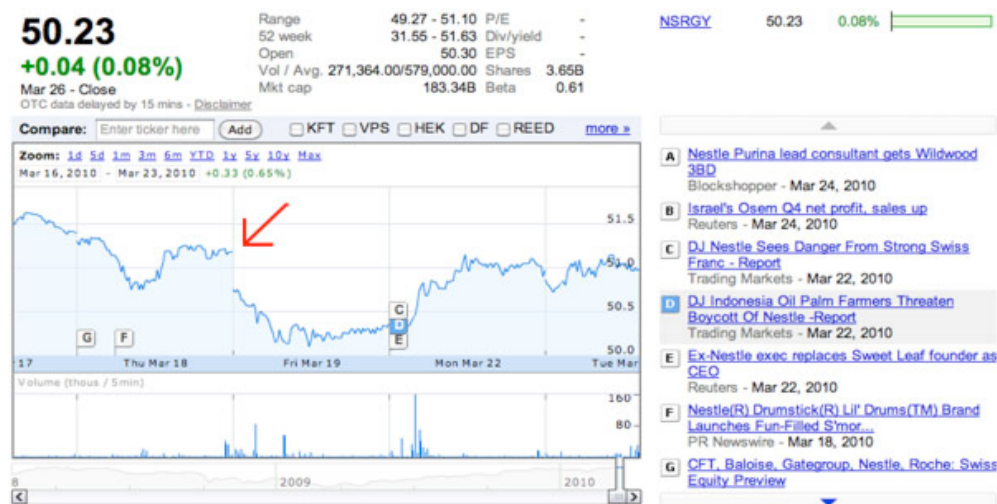 50.23
+0.04 (0.08%)
Mar 26 - Close
OTC data delayed by 15 mins - Disclaimer
Range 49.27 - 51.10 P/E -
52 week 31.55 - 51.63 Div/yield -
Open 50.30 EPS -
Vol / Avg. 271,364.00/579,000.00 Shares 3.65B
Mkt cap 183.34B Beta 0.61
NSRGY 50.23 0.08%
Compare: Enter ticker here Add KFT VPS HEK DF REED more »
Zoom: 1d 5d 1m 3m 6m YTD 1y 5y 10y Max
Mar 16, 2010 - Mar 23, 2010 +0.33 (0.65%)
51.5
51.0
50.5
50.0
G F C
D
E
17 Thu Mar 18 Fri Mar 19 Mon Mar 22 Tue Mar
Volume (thous / 5min)
160
80
8 2009 2010
A Nestle Purina lead consultant gets Wildwood
3BD
Blockshopper - Mar 24, 2010
B Israel's Osem Q4 net profit, sales up
Reuters - Mar 24, 2010
C DJ Nestle Sees Danger From Strong Swiss
Franc - Report
Trading Markets - Mar 22, 2010
D DJ Indonesia Oil Palm Farmers Threaten
Boycott Of Nestle -Report
Trading Markets - Mar 22, 2010
E Ex-Nestle exec replaces Sweet Leaf founder as
CEO
Reuters - Mar 22, 2010
F Nestle(R) Drumstick(R) Lil' Drums(TM) Brand
Launches Fun-Filled S'mor...
PR Newswire - Mar 18, 2010
G CFT, Baloise, Gategroup, Nestle, Roche: Swiss
Equity Preview